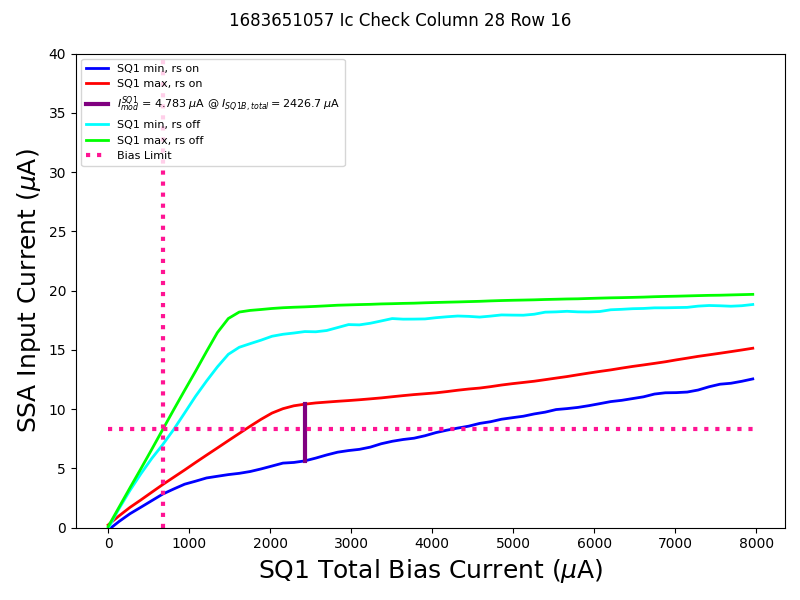 1683651057 Ic Check Column 28 Row 16
SQ1 min, rs on
SQ1 max, rs on
I_{mod}^{SQ1} = 4.783 μA @ I_{SQ1B,total} = 2426.7 μA
SQ1 min, rs off
SQ1 max, rs off
Bias Limit
40
35
30
25
20
15
10
5
0
SSA Input Current (μA)
0 1000 2000 3000 4000 5000 6000 7000 8000
SQ1 Total Bias Current (μA)